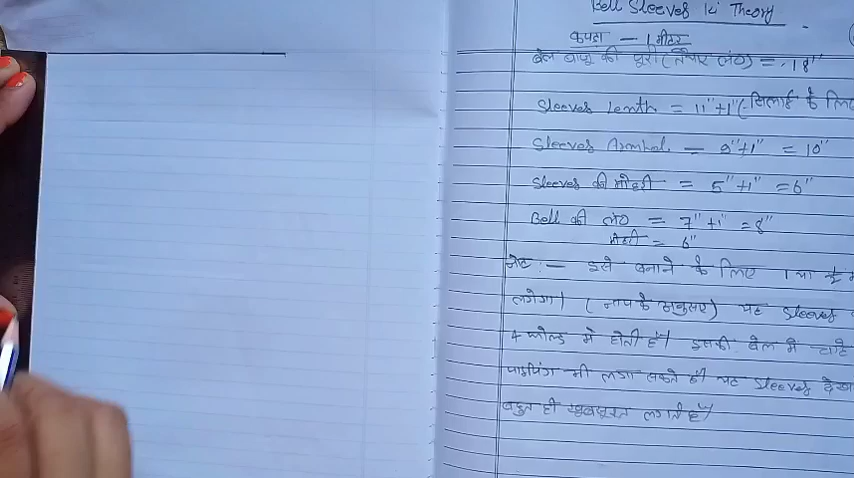 Bell Sleeves ki Theory
कपड़ा — 1 मीटर
बेल बाजू की पूरी (तैयार लं०) = 18"
Sleeves Lenth = 11"+1" (सिलाई के लिए
Sleeves Armhol — 9"+1" = 10"
Sleeves की मोहरी = 5"+1" = 6"
Bell की लं० = 7"+1" = 8"
मोहरी = 6"
नोट :— इसे बनाने के लिए 1 या
लगेगा। (नाप के अनुसार) यह Sleeves
4 फोल्ड में होती है। इसकी बेल में चाहे
पाइपिंग भी लगा सकते हैं यह Sleeves देख
बहुत ही खूबसूरत लगती है।